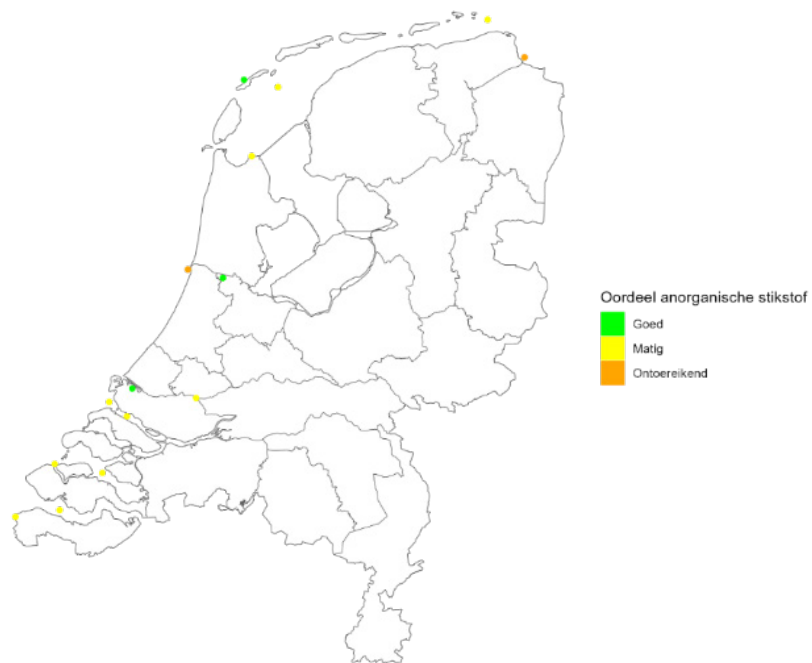 Oordeel anorganische stikstof
Goed
Matig
Ontoereikend